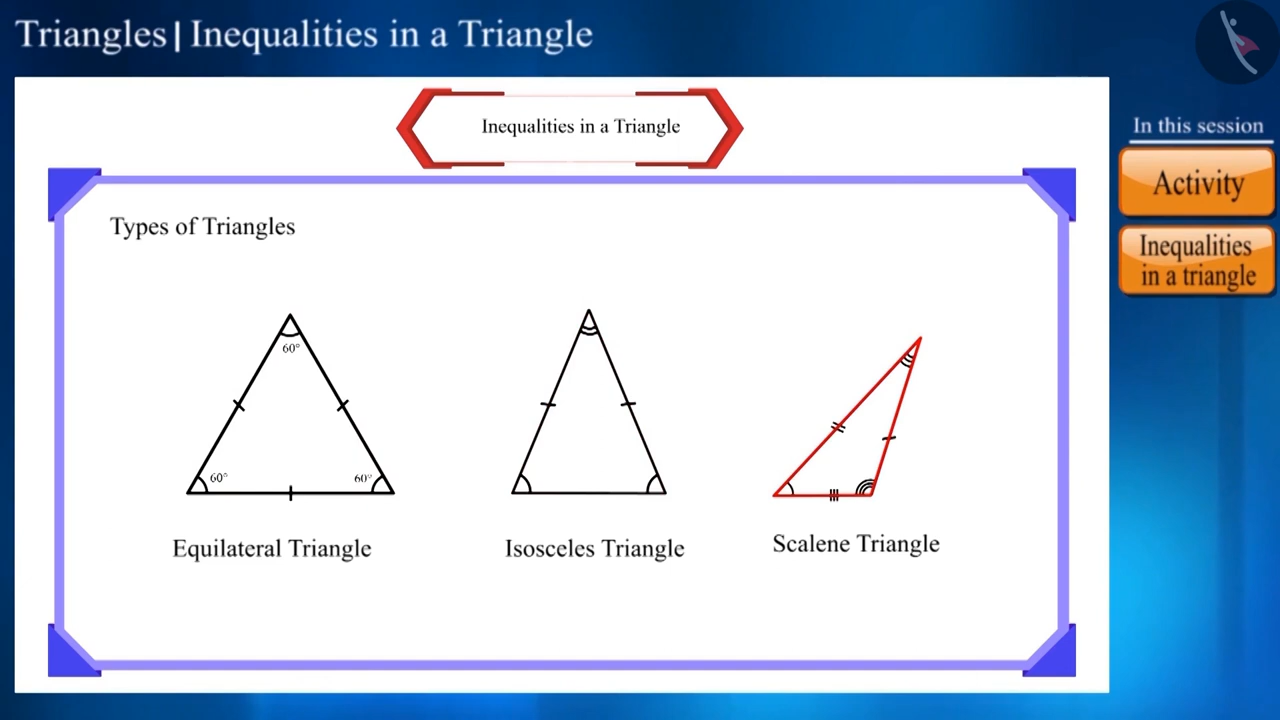 Triangles | Inequalities in a Triangle
In this session
Activity
Inequalities
in a triangle
Inequalities in a Triangle
Types of Triangles
60°
60°
60°
Equilateral Triangle
Isosceles Triangle
Scalene Triangle